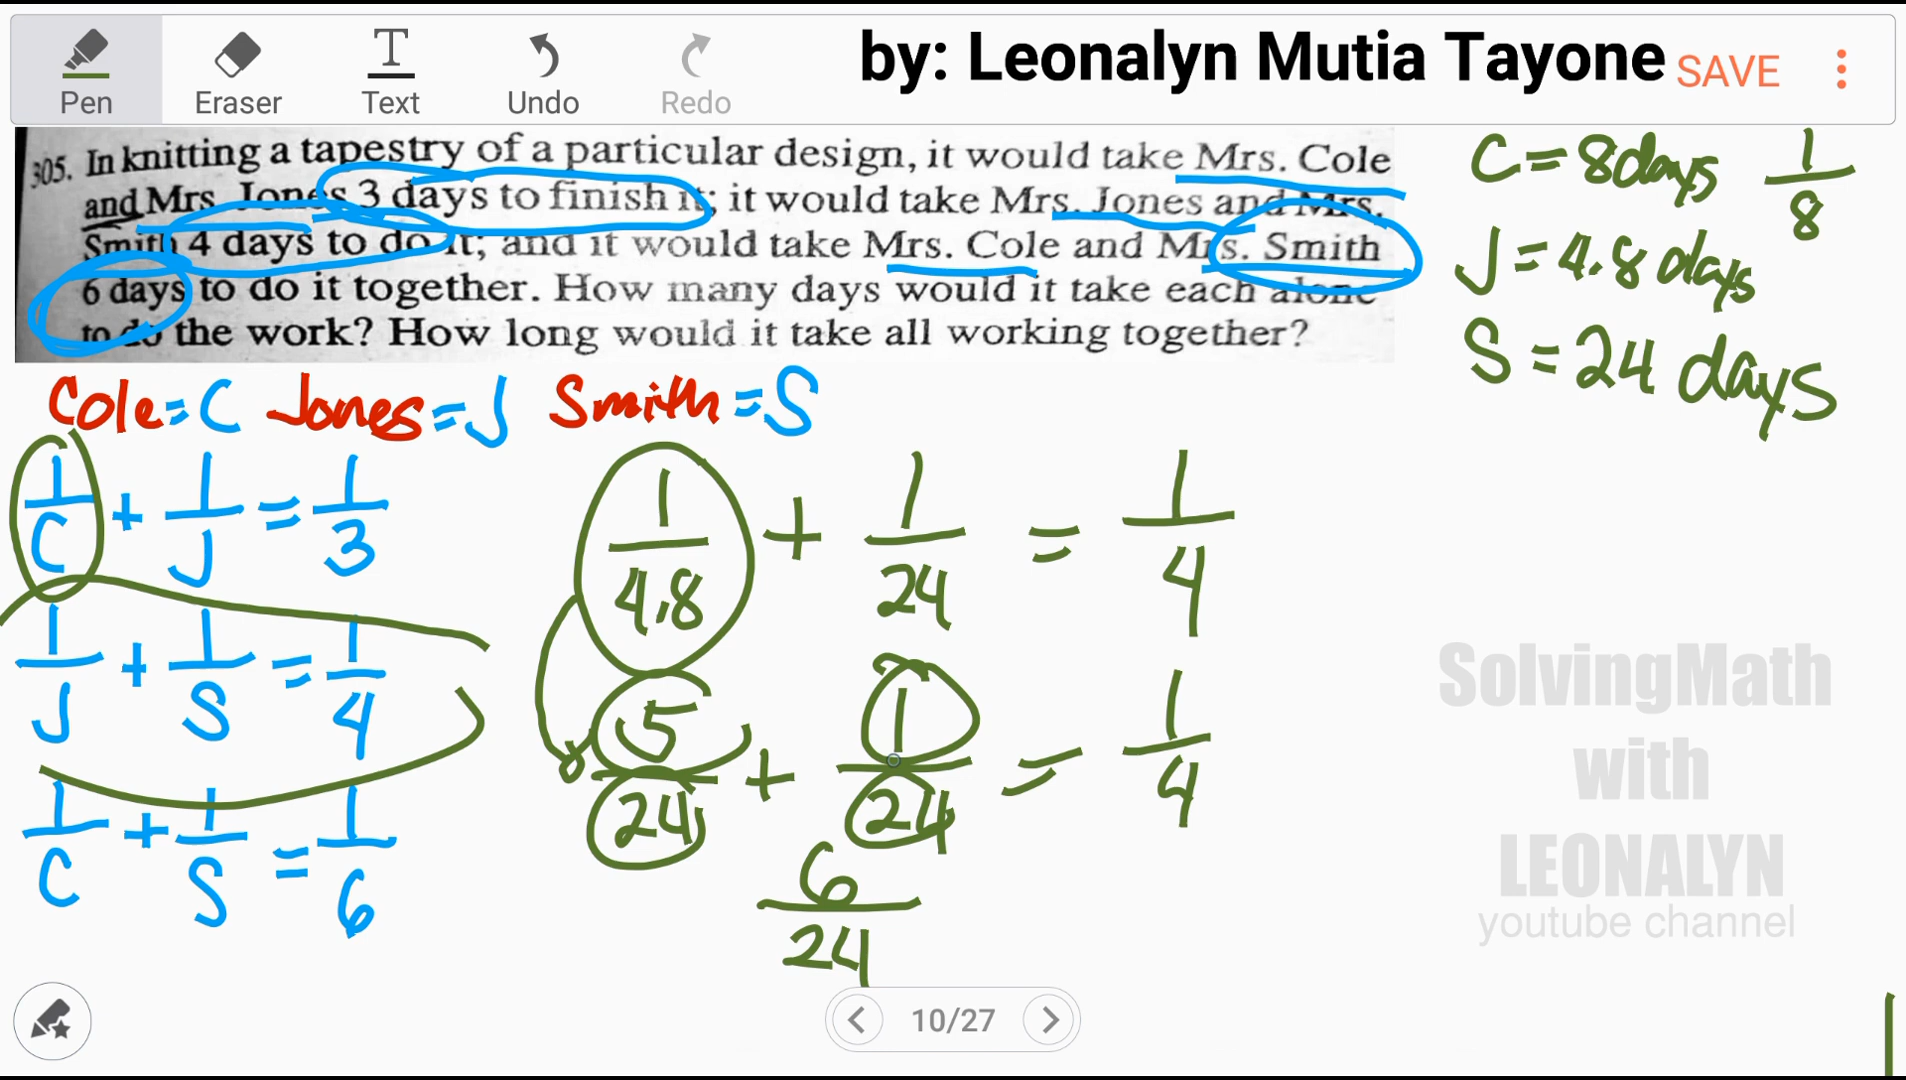 by: Leonalyn Mutia Tayone
SAVE
Pen
Eraser
Text
Undo
Redo
305. In knitting a tapestry of a particular design, it would take Mrs. Cole
and Mrs. Jones 3 days to finish it; it would take Mrs. Jones and Mrs.
Smith 4 days to do it; and it would take Mrs. Cole and Mrs. Smith
6 days to do it together. How many days would it take each alone
to do the work? How long would it take all working together?
C = 8 days 1/8
J = 4.8 days
S = 24 days
Cole = C Jones = J Smith = S
1/C + 1/J = 1/3
1/J + 1/S = 1/4
1/C + 1/S = 1/6
1/4.8 + 1/24 = 1/4
5/24 + 1/24 = 1/4
6/24
SolvingMath
with
LEONALYN
youtube channel
10/27